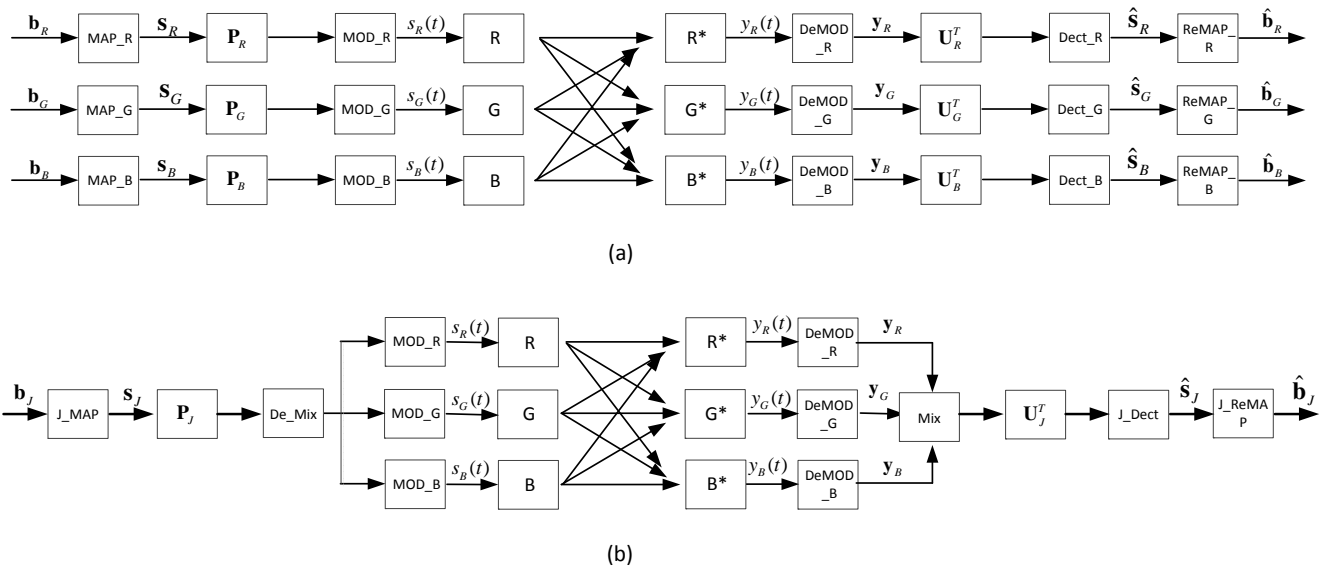 b_R MAP_R s_R P_R MOD_R s_R(t) R R* y_R(t) DeMOD _R y_R U_R^T Dect_R ŝ_R ReMAP_ R b̂_R
b_G MAP_G s_G P_G MOD_G s_G(t) G G* y_G(t) DeMOD _G y_G U_G^T Dect_G ŝ_G ReMAP_ G b̂_G
b_B MAP_B s_B P_B MOD_B s_B(t) B B* y_B(t) DeMOD _B y_B U_B^T Dect_B ŝ_B ReMAP_ B b̂_B
(a)
MOD_R s_R(t) R R* y_R(t) DeMOD _R y_R
b_J J_MAP s_J P_J De_Mix MOD_G s_G(t) G G* y_G(t) DeMOD _G y_G Mix U_J^T J_Dect ŝ_J J_ReMA P b̂_J
MOD_B s_B(t) B B* y_B(t) DeMOD _B y_B
(b)